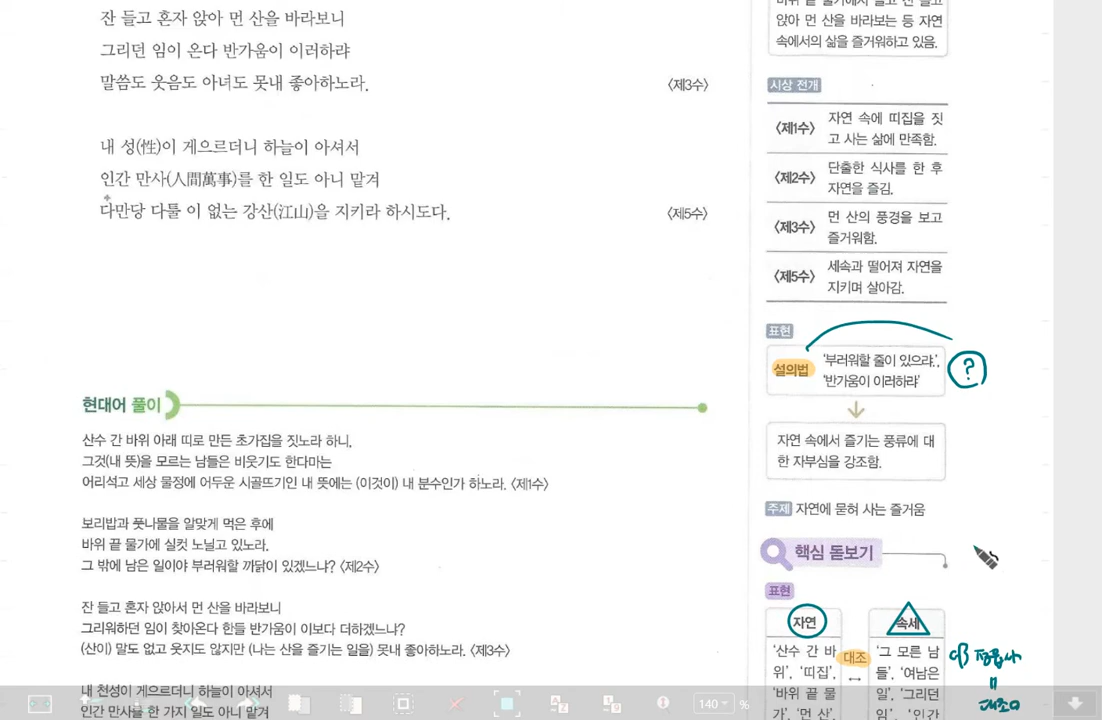 잔 들고 혼자 앉아 먼 산을 바라보니
그리던 임이 온다 반가움이 이러하랴
말씀도 웃음도 아녀도 못내 좋아하노라.
〈제3수〉
내 성(性)이 게으르더니 하늘이 아셔서
인간 만사(人間萬事)를 한 일도 아니 맡겨
다만당 다툴 이 없는 강산(江山)을 지키라 하시도다.
〈제5수〉
현대어 풀이
산수 간 바위 아래 띠로 만든 초가집을 짓노라 하니,
그것(내 뜻)을 모르는 남들은 비웃기도 한다마는
어리석고 세상 물정에 어두운 시골뜨기인 내 뜻에는 (이것이) 내 분수인가 하노라. 〈제1수〉
보리밥과 풋나물을 알맞게 먹은 후에
바위 끝 물가에 실컷 노닐고 있노라.
그 밖에 남은 일이야 부러워할 까닭이 있겠느냐? 〈제2수〉
잔 들고 혼자 앉아서 먼 산을 바라보니
그리워하던 임이 찾아온다 한들 반가움이 이보다 더하겠느냐?
(산이) 말도 없고 웃지도 않지만 (나는 산을 즐기는 일을) 못내 좋아하노라. 〈제3수〉
내 천성이 게으르더니 하늘이 아셔서
인간 만사를 한 가지 일도 아니 맡겨
앉아 먼 산을 바라보는 등 자연
속에서의 삶을 즐거워하고 있음.
시상 전개
〈제1수〉
자연 속에 띠집을 짓
고 사는 삶에 만족함.
〈제2수〉
단출한 식사를 한 후
자연을 즐김.
〈제3수〉
먼 산의 풍경을 보고
즐거워함.
〈제5수〉
세속과 떨어져 자연을
지키며 살아감.
표현
설의법
'부러워할 줄이 있으랴.',
'반가움이 이러하랴'
?
자연 속에서 즐기는 풍류에 대
한 자부심을 강조함.
주제 자연에 묻혀 사는 즐거움
핵심 돋보기
표현
자연
'산수 간 바
위', '띠집',
'바위 끝 물
가', '먼 산',
대조
↔
속세
'그 모른 남
들', '여남은
일', '그리던
임', '인간
140 %